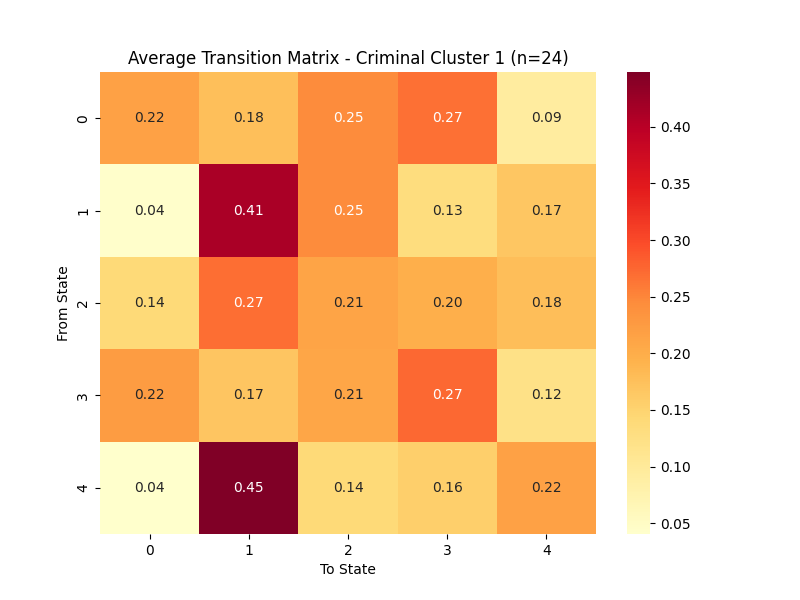 Average Transition Matrix - Criminal Cluster 1 (n=24)
0 0.22 0.18 0.25 0.27 0.09
1 0.04 0.41 0.25 0.13 0.17
2 0.14 0.27 0.21 0.20 0.18
3 0.22 0.17 0.21 0.27 0.12
4 0.04 0.45 0.14 0.16 0.22
0 1 2 3 4
To State
From State
0.40
0.35
0.30
0.25
0.20
0.15
0.10
0.05